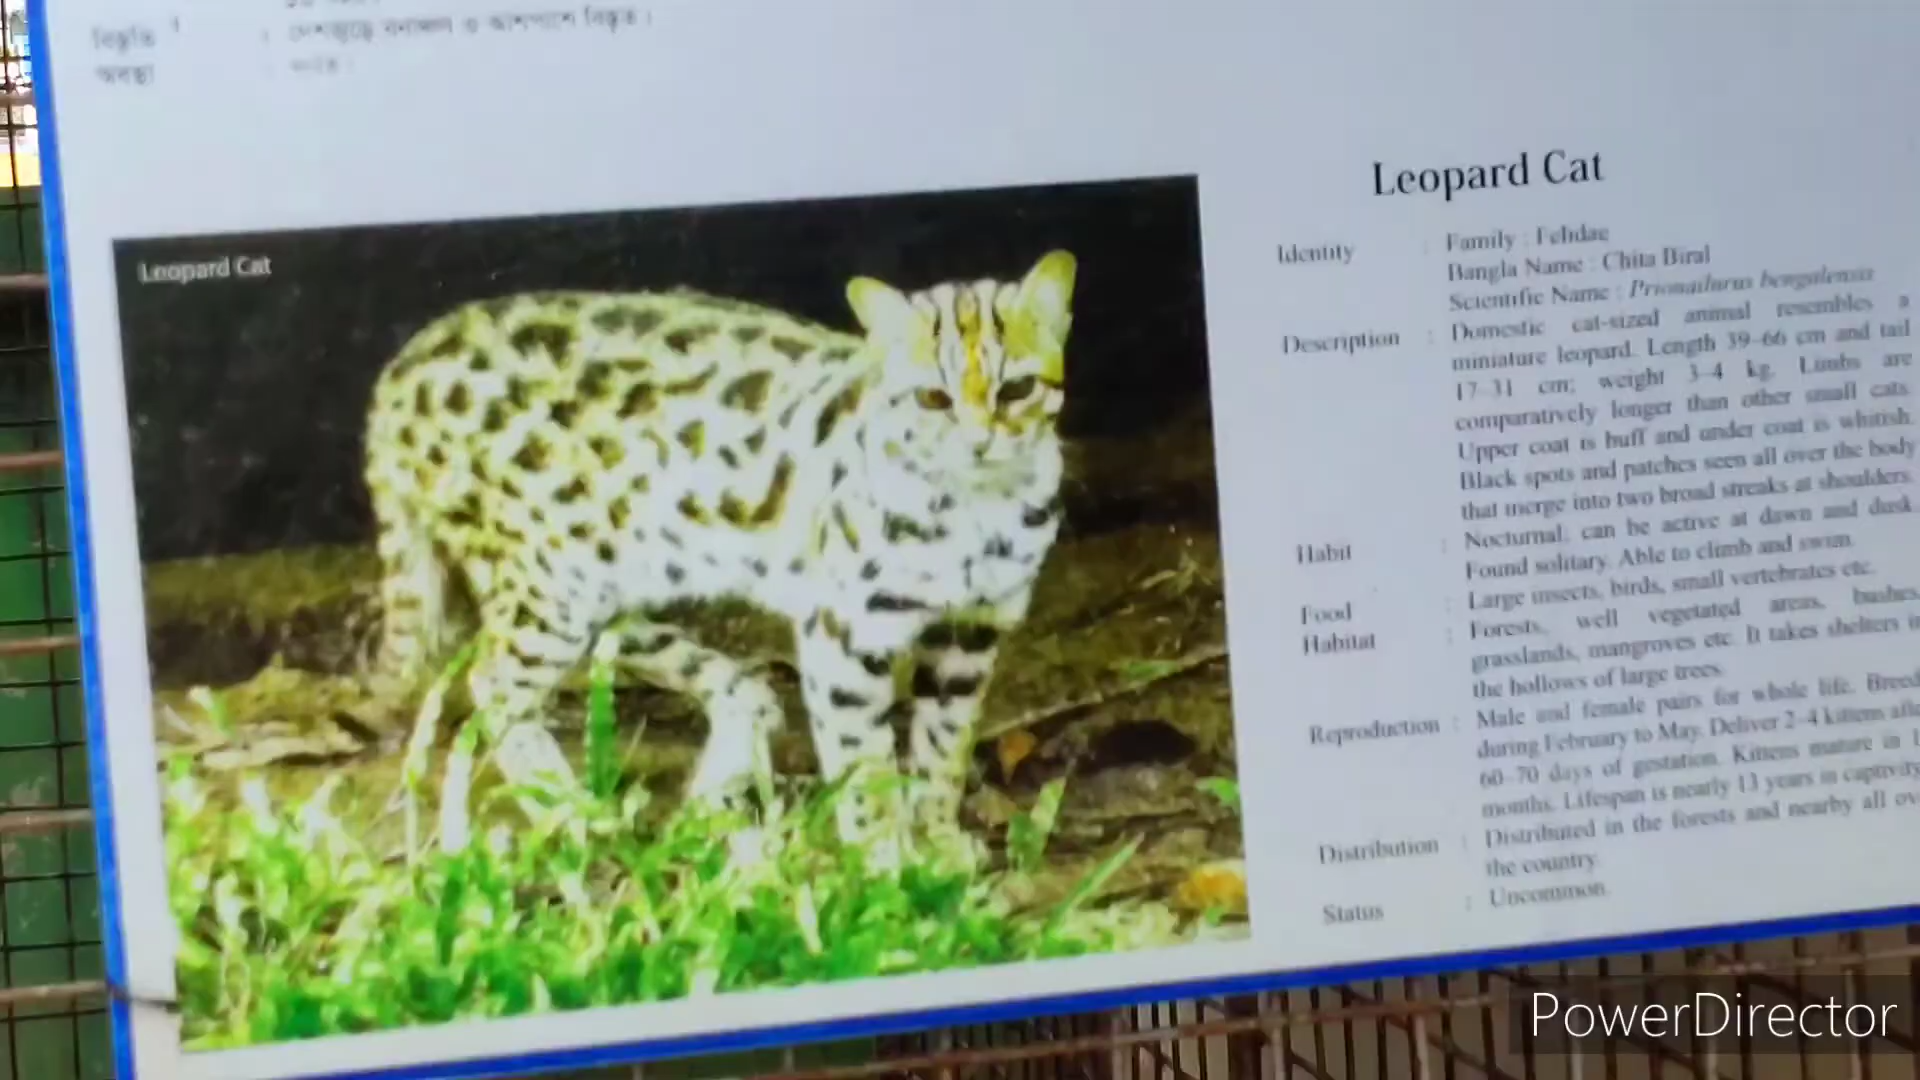 বিস্তৃতি : দেশজুড়ে বনাঞ্চল ও আশপাশে বিস্তৃত।
অবস্থা :
Leopard Cat
Leopard Cat
Identity : Family : Felidae
Bangla Name : Chita Biral
Scientific Name : Prionailurus bengalensis
Description : Domestic cat-sized animal resembles a
miniature leopard. Length 39-66 cm and tail
17-31 cm; weight 3-4 kg. Limbs are
comparatively longer than other small cats.
Upper coat is buff and under coat is whitish.
Black spots and patches seen all over the body
that merge into two broad streaks at shoulders.
Habit : Nocturnal; can be active at dawn and dusk.
Found solitary. Able to climb and swim.
Food : Large insects, birds, small vertebrates etc.
Habitat : Forests, well vegetated areas, bushes,
grasslands, mangroves etc. It takes shelters in
the hollows of large trees.
Reproduction : Male and female pairs for whole life. Breed
during February to May. Deliver 2-4 kittens after
60-70 days of gestation. Kittens mature in
months. Lifespan is nearly 13 years in captivity
Distribution : Distributed in the forests and nearby all over
the country.
Status : Uncommon.
PowerDirector